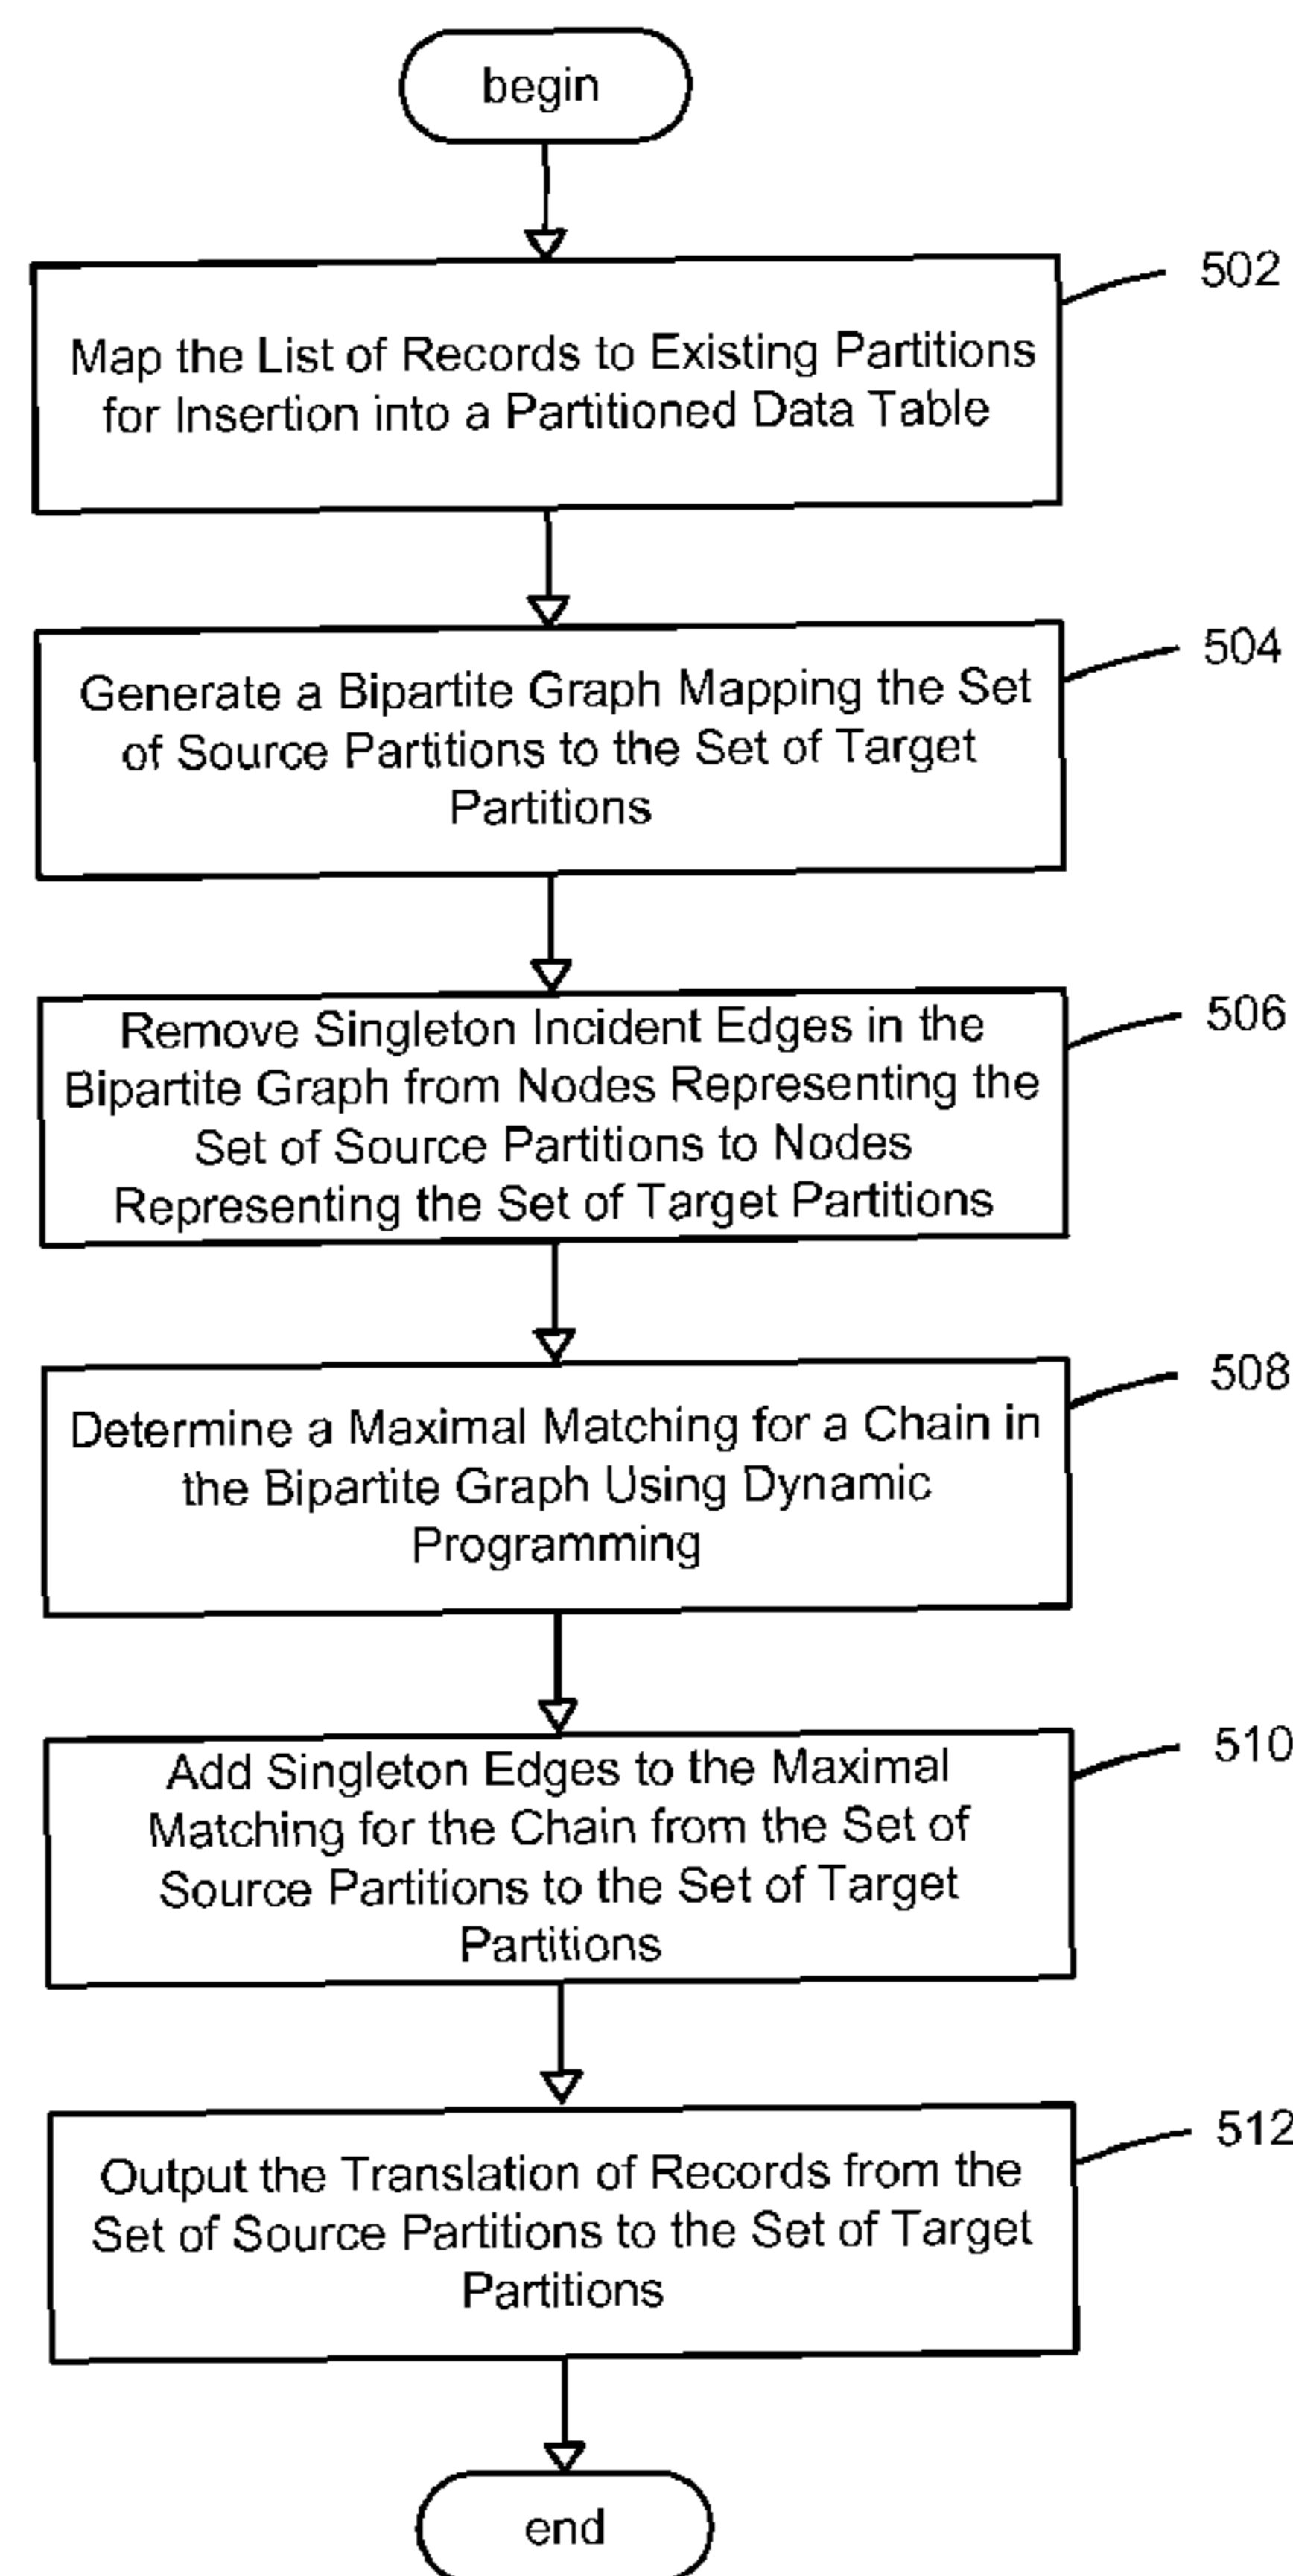 begin
502
Map the List of Records to Existing Partitions
for Insertion into a Partitioned Data Table
504
Generate a Bipartite Graph Mapping the Set
of Source Partitions to the Set of Target
Partitions
506
Remove Singleton Incident Edges in the
Bipartite Graph from Nodes Representing the
Set of Source Partitions to Nodes
Representing the Set of Target Partitions
508
Determine a Maximal Matching for a Chain in
the Bipartite Graph Using Dynamic
Programming
510
Add Singleton Edges to the Maximal
Matching for the Chain from the Set of
Source Partitions to the Set of Target
Partitions
512
Output the Translation of Records from the
Set of Source Partitions to the Set of Target
Partitions
end